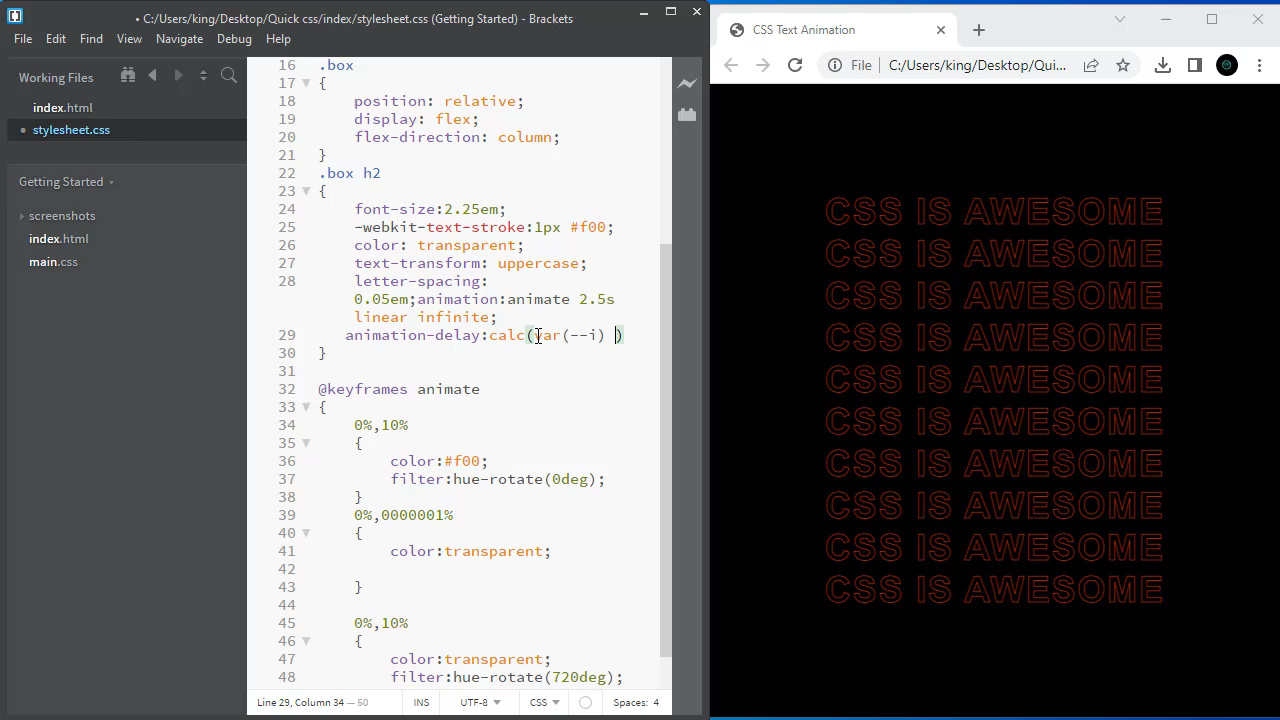 • C:/Users/king/Desktop/Quick css/index/stylesheet.css (Getting Started) - Brackets
File Edit Find View Navigate Debug Help
Working Files
index.html
stylesheet.css
Getting Started
screenshots
index.html
main.css
16 .box
17 {
18 position: relative;
19 display: flex;
20 flex-direction: column;
21 }
22 .box h2
23 {
24 font-size:2.25em;
25 -webkit-text-stroke:1px #f00;
26 color: transparent;
27 text-transform: uppercase;
28 letter-spacing:
0.05em;animation:animate 2.5s
linear infinite;
29 animation-delay:calc(var(--i) )
30 }
31
32 @keyframes animate
33 {
34 0%,10%
35 {
36 color:#f00;
37 filter:hue-rotate(0deg);
38 }
39 0%,0000001%
40 {
41 color:transparent;
42
43 }
44
45 0%,10%
46 {
47 color:transparent;
48 filter:hue-rotate(720deg);
Line 29, Column 34 — 50 INS UTF-8 CSS Spaces: 4
CSS Text Animation
File C:/Users/king/Desktop/Quic...
CSS IS AWESOME
CSS IS AWESOME
CSS IS AWESOME
CSS IS AWESOME
CSS IS AWESOME
CSS IS AWESOME
CSS IS AWESOME
CSS IS AWESOME
CSS IS AWESOME
CSS IS AWESOME